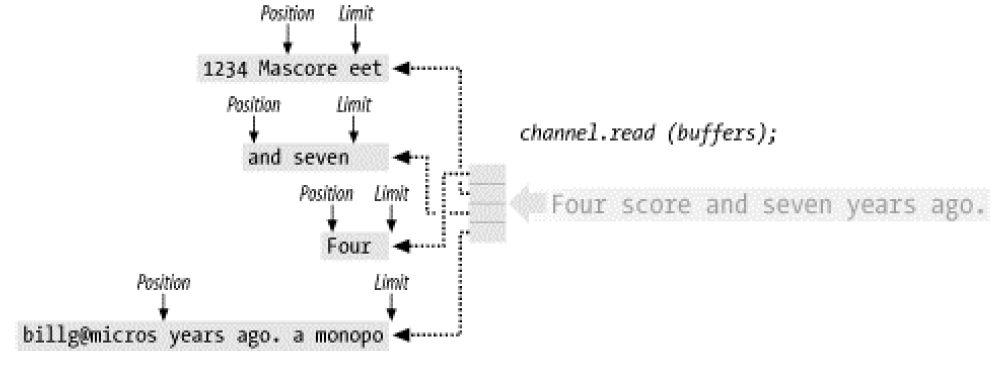 Position Limit
1234 Mascore eet
Position Limit
channel.read (buffers);
and seven
Position Limit
Four score and seven years ago.
Four
Position Limit
billg@micros years ago. a monopo